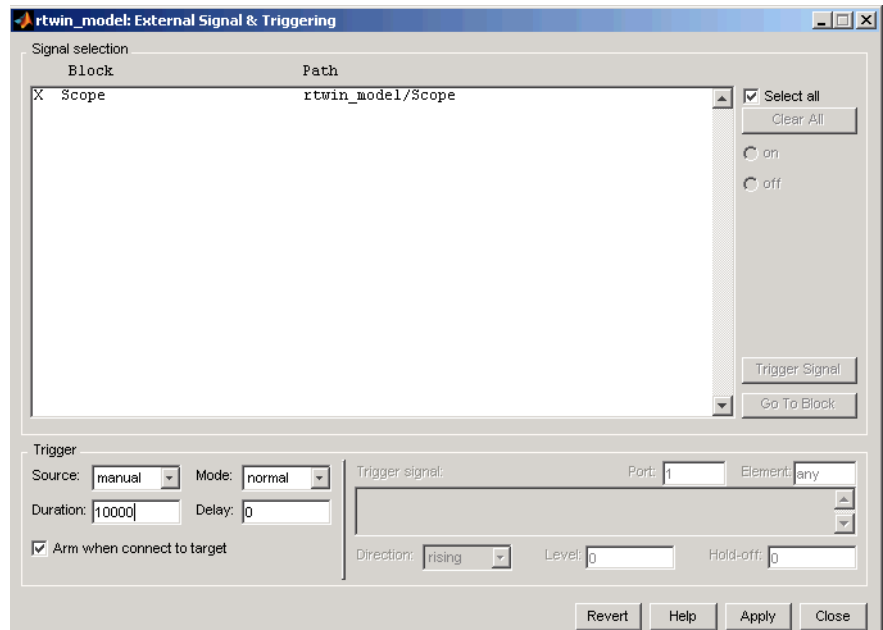 rtwin_model: External Signal & Triggering
Signal selection
Block Path
X Scope rtwin_model/Scope
Select all
Clear All
on
off
Trigger Signal
Go To Block
Trigger
Source: manual Mode: normal
Duration: 10000 Delay: 0
Arm when connect to target
Trigger signal: Port: 1 Element: any
Direction: rising Level: 0 Hold-off: 0
Revert Help Apply Close